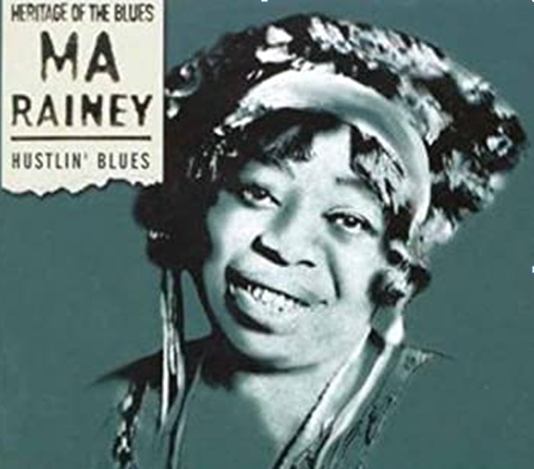 HERITAGE OF THE BLUES
MA
RAINEY
HUSTLIN' BLUES